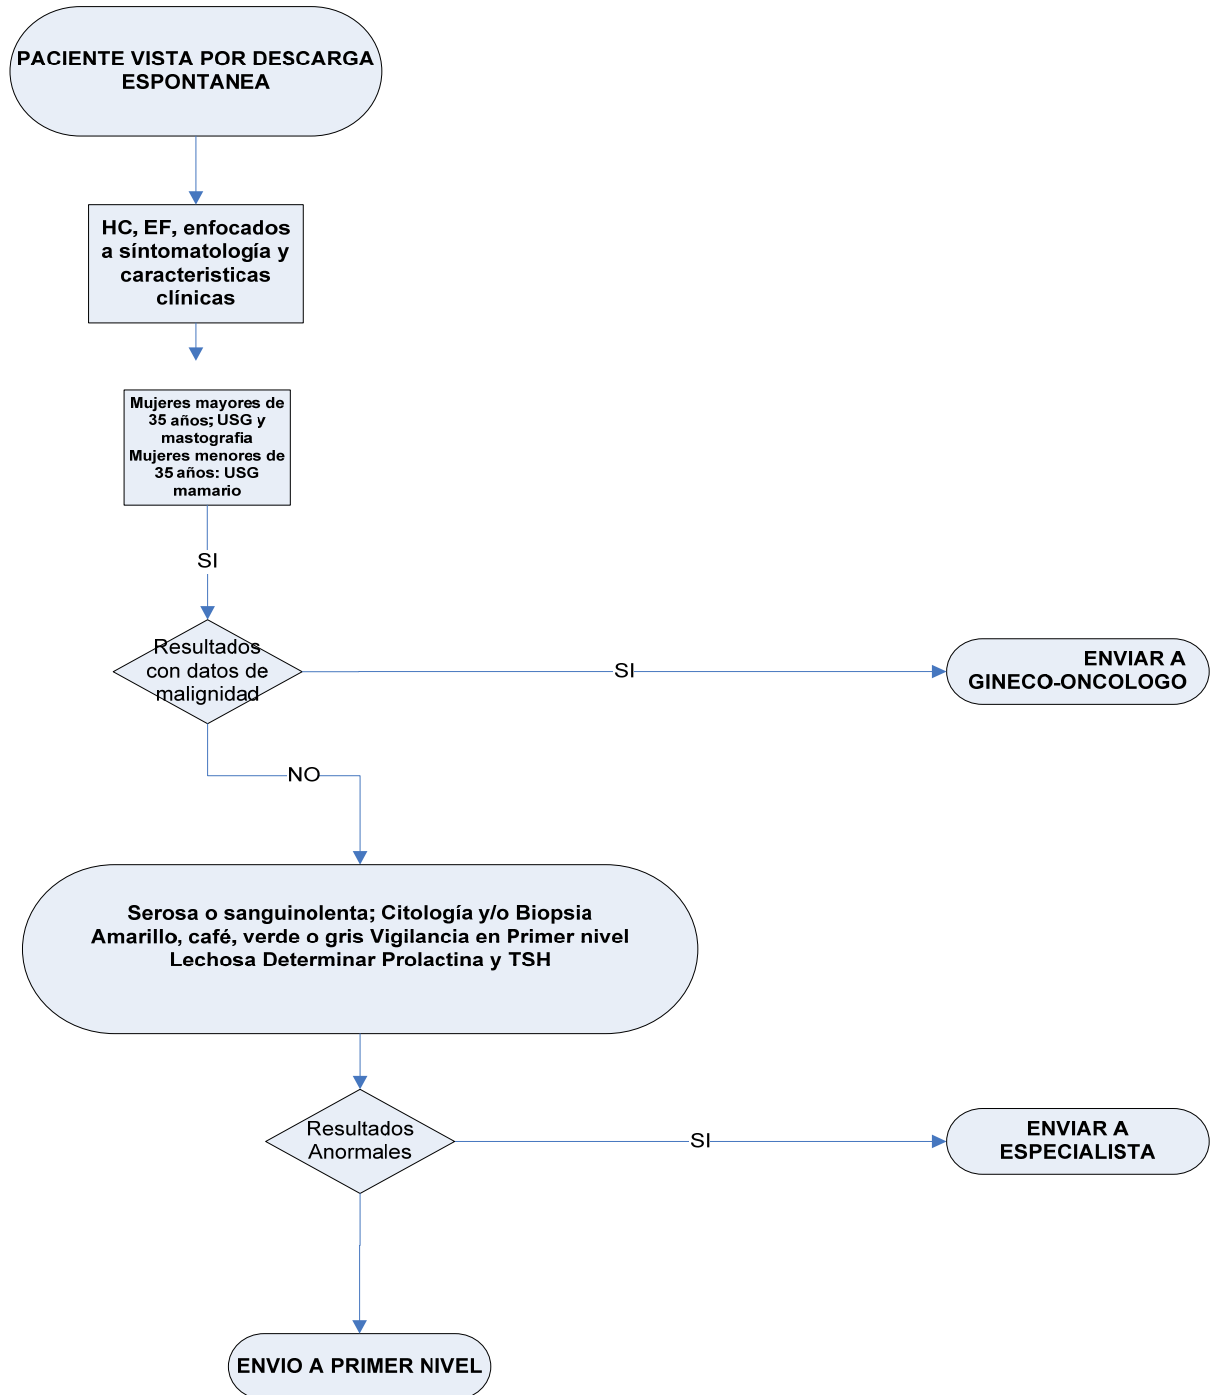 PACIENTE VISTA POR DESCARGA
ESPONTANEA
HC, EF, enfocados
a síntomatología y
caracteristicas
clínicas
Mujeres mayores de
35 años; USG y
mastografia
Mujeres menores de
35 años: USG
mamario
SI
Resultados
con datos de
malignidad
SI
ENVIAR A
GINECO-ONCOLOGO
NO
Serosa o sanguinolenta; Citología y/o Biopsia
Amarillo, café, verde o gris Vigilancia en Primer nivel
Lechosa Determinar Prolactina y TSH
Resultados
Anormales
SI
ENVIAR A
ESPECIALISTA
ENVIO A PRIMER NIVEL